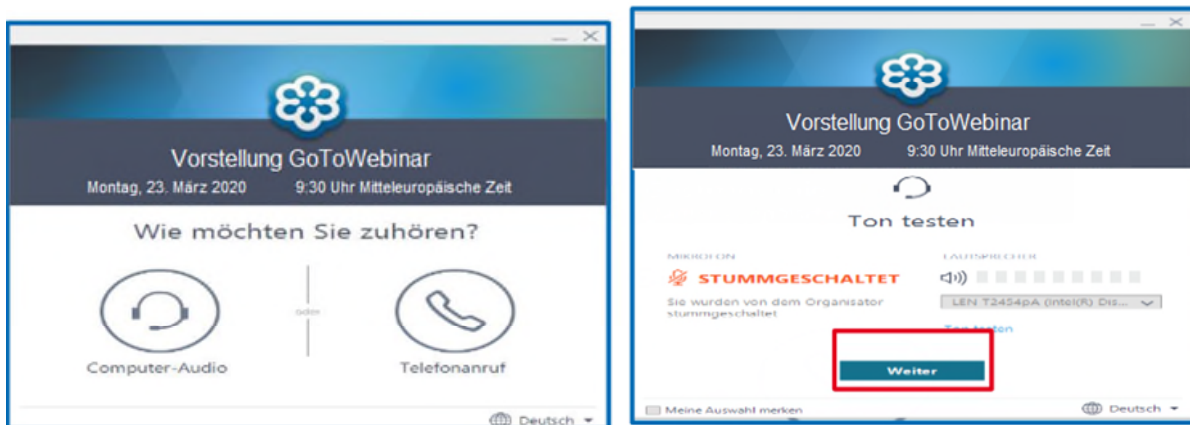 Vorstellung GoToWebinar
Montag, 23. März 2020 9:30 Uhr Mitteleuropäische Zeit
Wie möchten Sie zuhören?
oder
Computer-Audio
Telefonanruf
Deutsch
Vorstellung GoToWebinar
Montag, 23. März 2020 9:30 Uhr Mitteleuropäische Zeit
Ton testen
MIKROFON
LAUTSPRECHER
STUMMGESCHALTET
Sie wurden von dem Organisator
stummgeschaltet
LEN T2454pA (Intel(R) Dis...
Ton testen
Weiter
Meine Auswahl merken
Deutsch